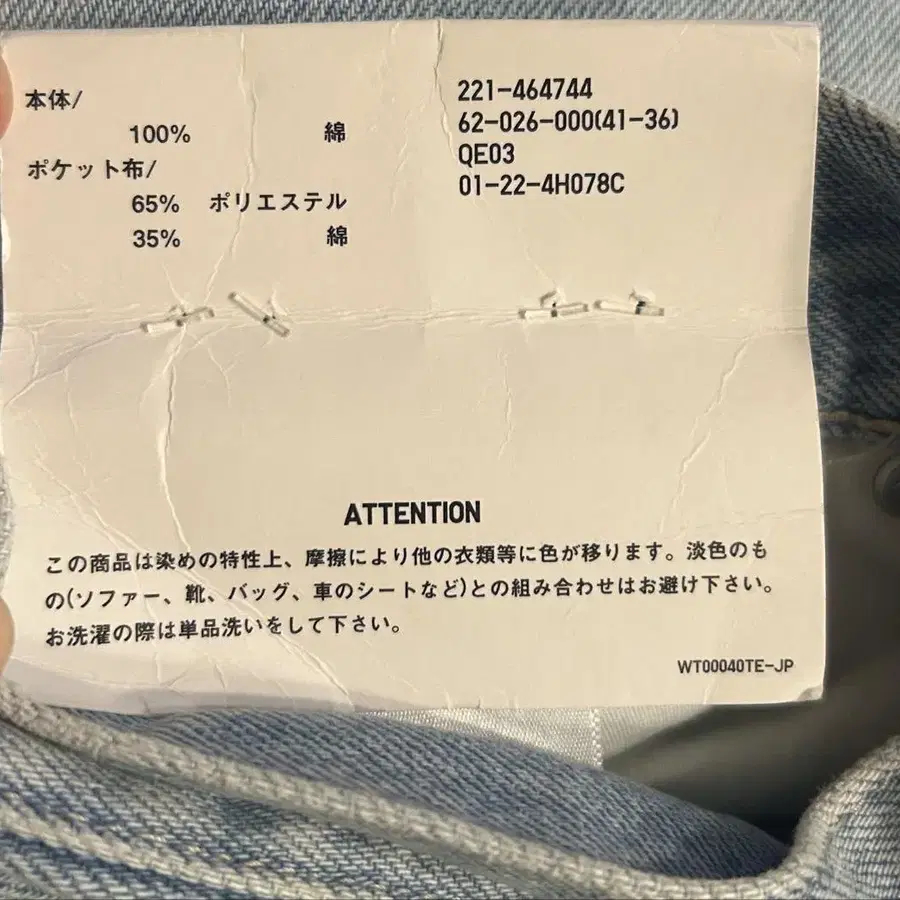 本体/
100% 綿
ポケット布/
65% ポリエステル
35% 綿
221-464744
62-026-000(41-36)
QE03
01-22-4H078C
ATTENTION
この商品は染めの特性上、摩擦により他の衣類等に色が移ります。淡色のも
の(ソファー、靴、バッグ、車のシートなど)との組み合わせはお避け下さい。
お洗濯の際は単品洗いをして下さい。
WT00040TE-JP